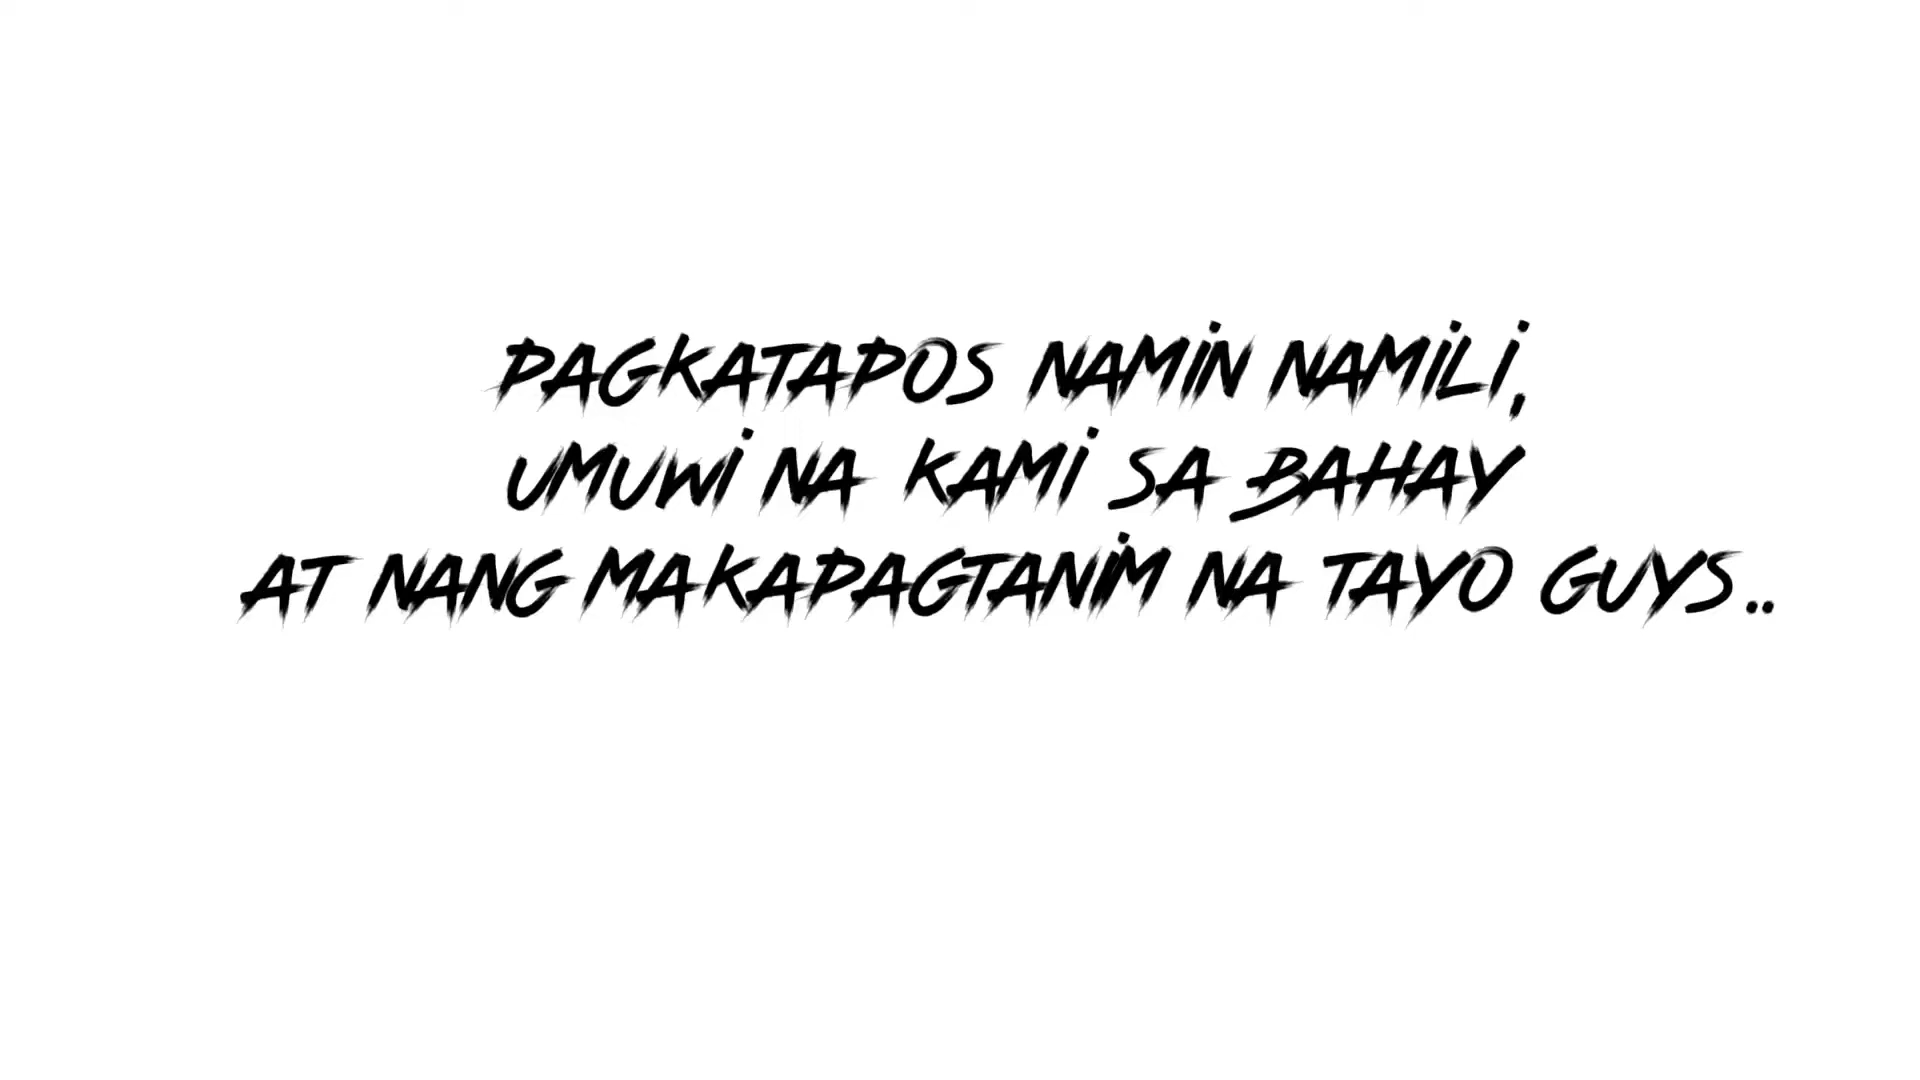 PAGKATAPOS NAMIN NAMILI,
UMUWI NA KAMI SA BAHAY
AT NANG MAKAPAGTANIM NA TAYO GUYS..